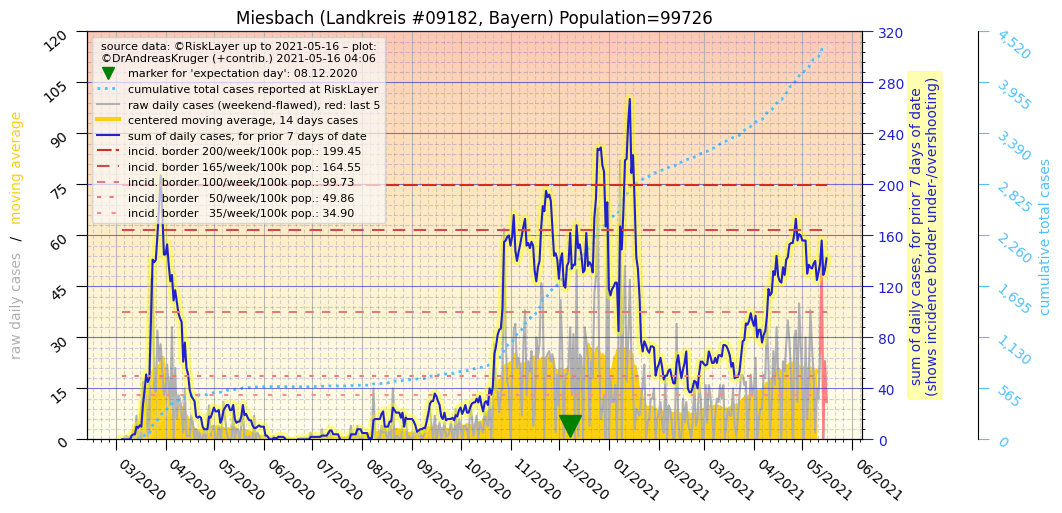 Miesbach (Landkreis #09182, Bayern) Population=99726
source data: ©RiskLayer up to 2021-05-16 – plot:
©DrAndreasKruger (+contrib.) 2021-05-16 04:06
marker for 'expectation day': 08.12.2020
cumulative total cases reported at RiskLayer
raw daily cases (weekend-flawed), red: last 5
centered moving average, 14 days cases
sum of daily cases, for prior 7 days of date
incid. border 200/week/100k pop.: 199.45
incid. border 165/week/100k pop.: 164.55
incid. border 100/week/100k pop.: 99.73
incid. border 50/week/100k pop.: 49.86
incid. border 35/week/100k pop.: 34.90
raw daily cases / moving average
120
105
90
75
60
45
30
15
0
320
280
240
200
160
120
80
40
0
sum of daily cases, for prior 7 days of date
(shows incidence border under-/overshooting)
4,520
3,955
3,390
2,825
2,260
1,695
1,130
565
0
cumulative total cases
03/2020
04/2020
05/2020
06/2020
07/2020
08/2020
09/2020
10/2020
11/2020
12/2020
01/2021
02/2021
03/2021
04/2021
05/2021
06/2021